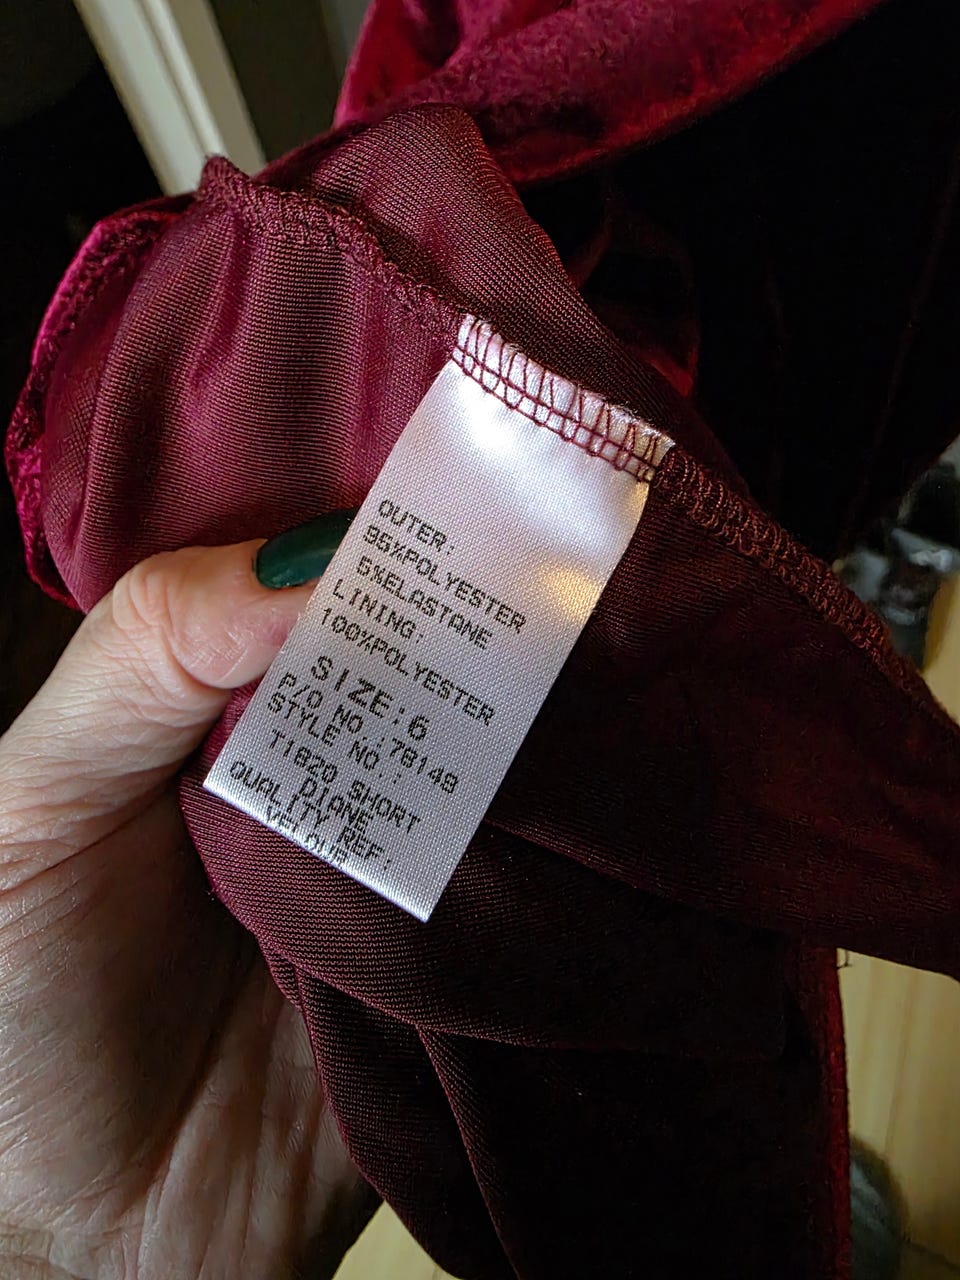 OUTER:
95%POLYESTER
5%ELASTANE
LINING:
100%POLYESTER
SIZE:6
P/O NO.:78149
STYLE NO.:
T1820 SHORT
DIANE
QUALITY REF:
VELOUR